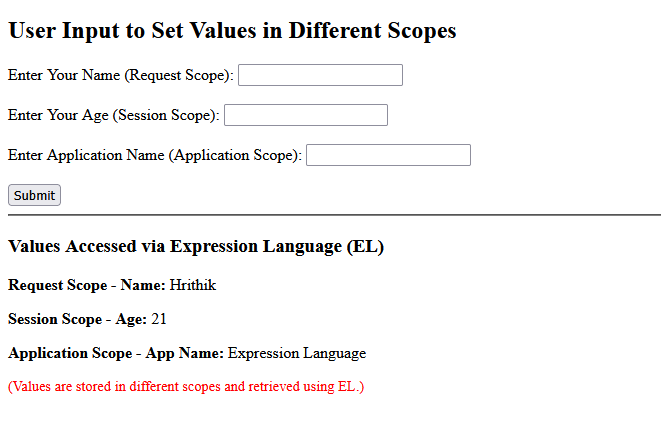 User Input to Set Values in Different Scopes
Enter Your Name (Request Scope):
Enter Your Age (Session Scope):
Enter Application Name (Application Scope):
Submit
Values Accessed via Expression Language (EL)
Request Scope - Name: Hrithik
Session Scope - Age: 21
Application Scope - App Name: Expression Language
(Values are stored in different scopes and retrieved using EL.)